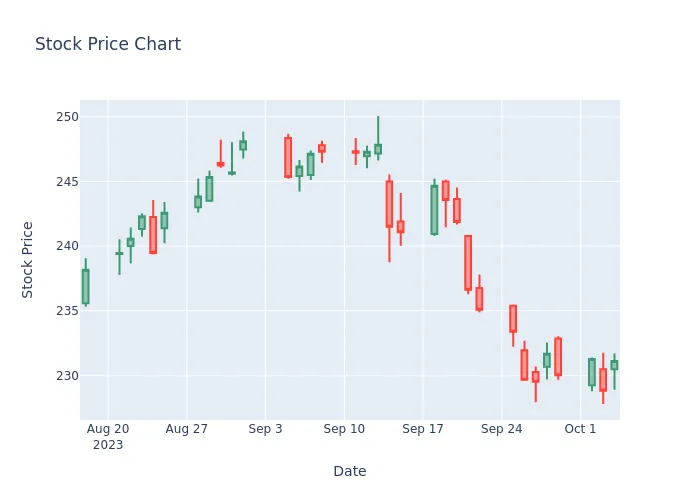 Stock Price Chart
250
245
240
235
230
Stock Price
Aug 20
2023
Aug 27
Sep 3
Sep 10
Sep 17
Sep 24
Oct 1
Date